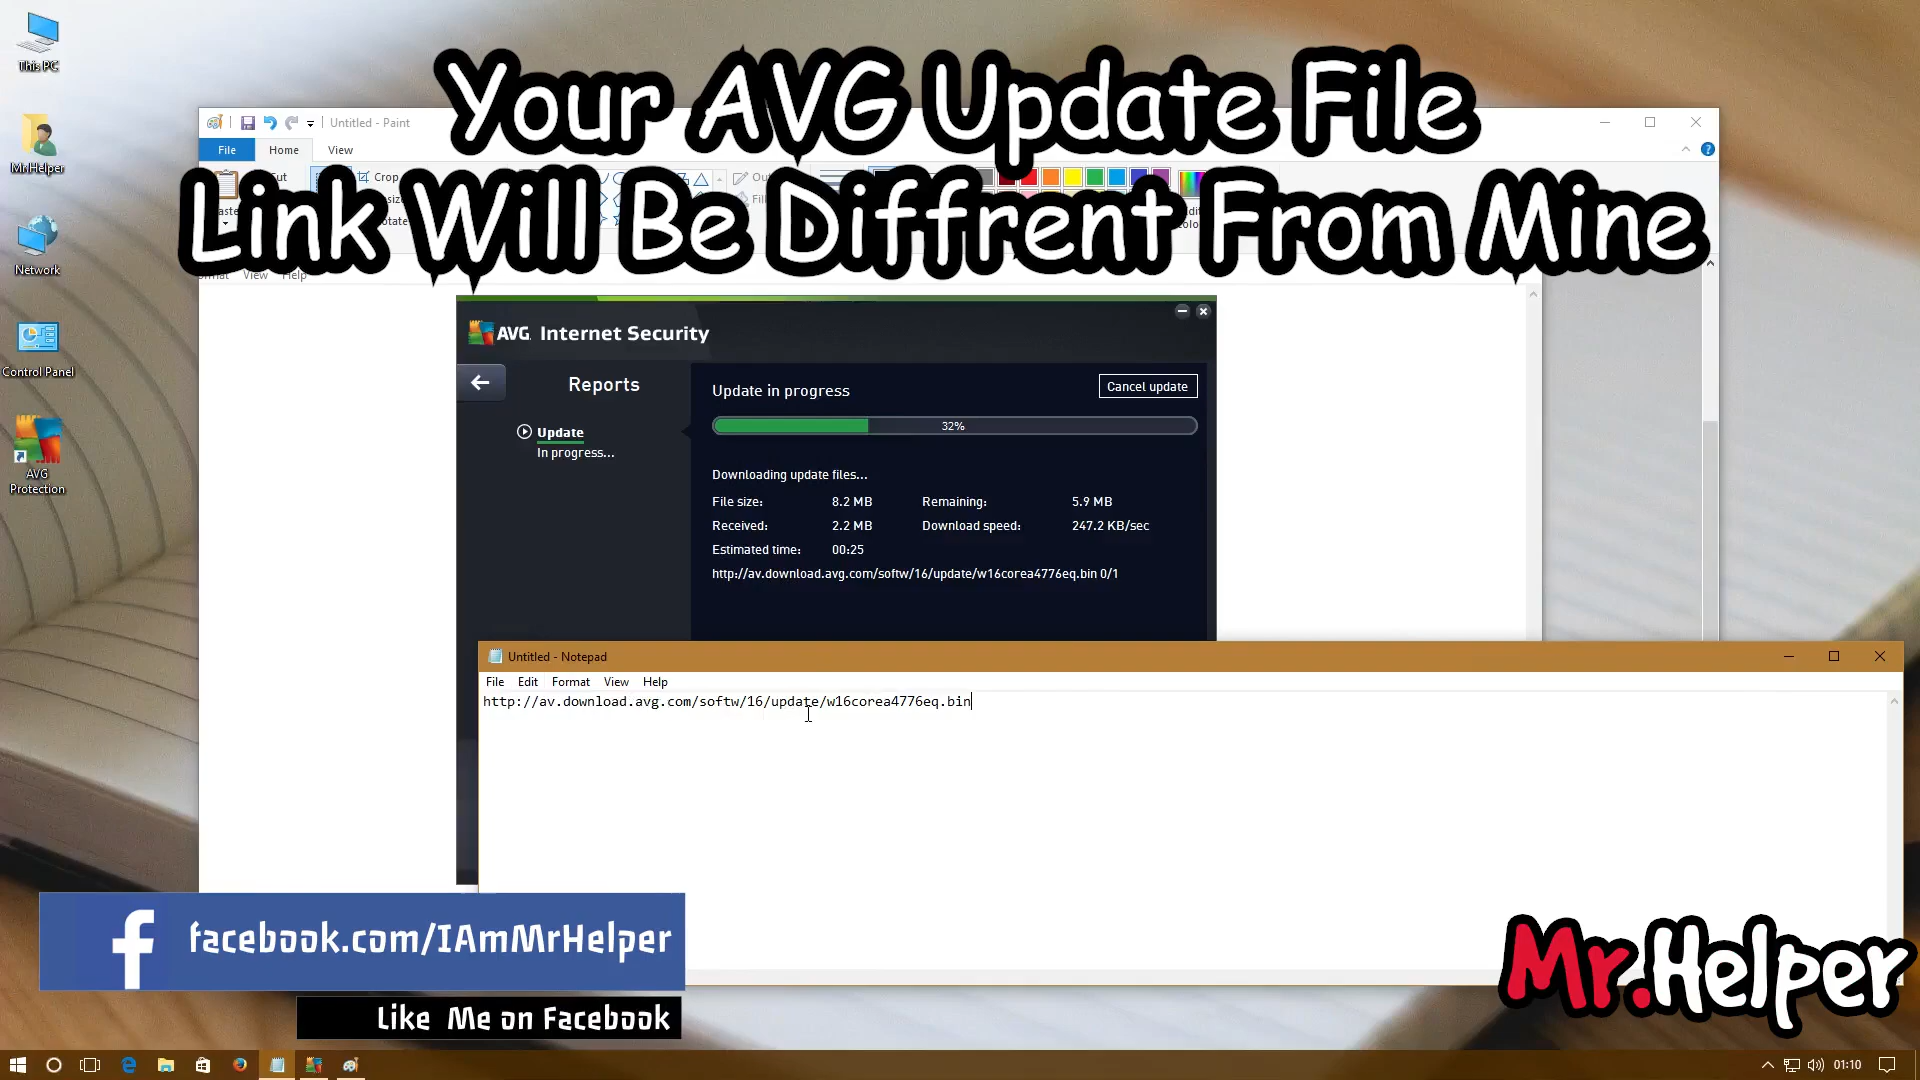 Your AVG Update File
Link Will Be Diffrent From Mine
This PC
MrHelper
Network
Control Panel
AVG
Protection
Untitled - Paint
File
Home
View
Cut
Crop
View
Help
AVG. Internet Security
Reports
Update
In progress...
Update in progress
Cancel update
32%
Downloading update files...
File size: 8.2 MB Remaining: 5.9 MB
Received: 2.2 MB Download speed: 247.2 KB/sec
Estimated time: 00:25
http://av.download.avg.com/softw/16/update/w16corea4776eq.bin 0/1
Untitled - Notepad
File Edit Format View Help
http://av.download.avg.com/softw/16/update/w16corea4776eq.bin
facebook.com/IAmMrHelper
Like Me on Facebook
Mr.Helper
01:10